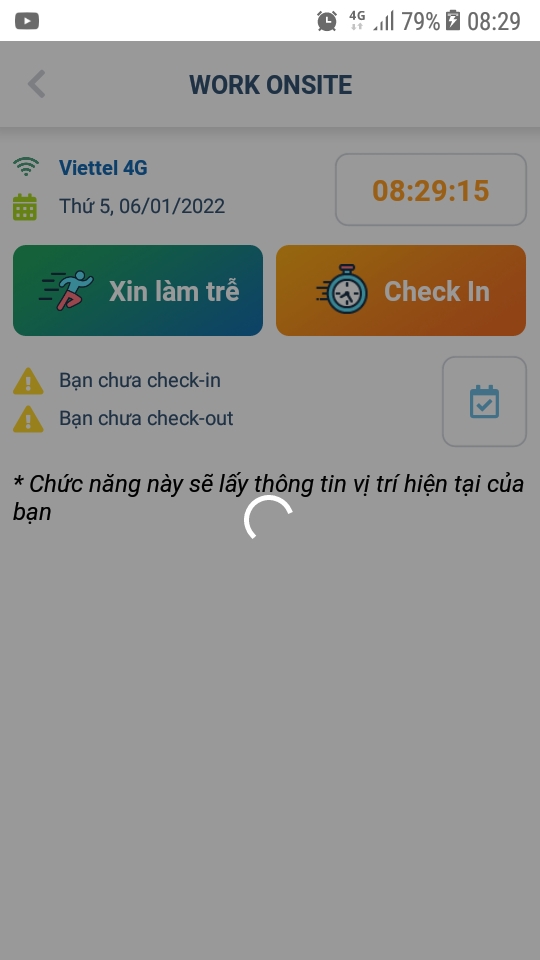 4G 79% 08:29
WORK ONSITE
Viettel 4G
Thứ 5, 06/01/2022
08:29:15
Xin làm trễ
Check In
Bạn chưa check-in
Bạn chưa check-out
* Chức năng này sẽ lấy thông tin vị trí hiện tại của
bạn